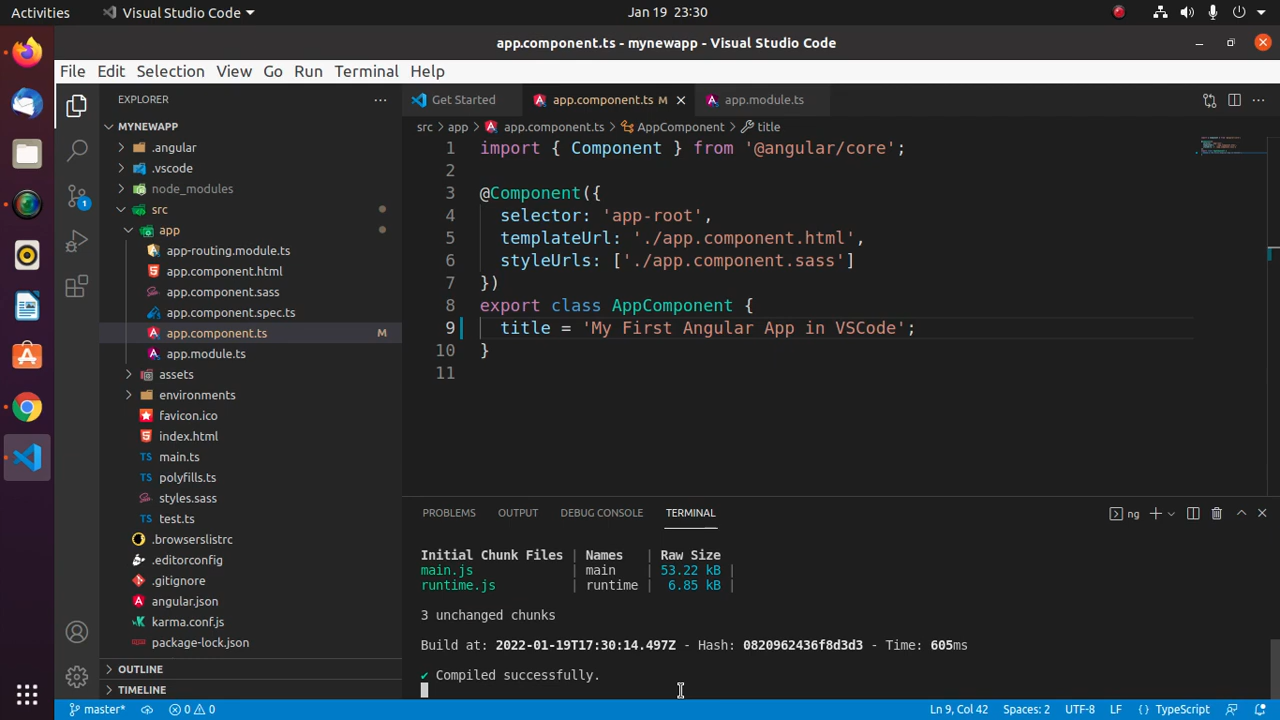 Activities
Visual Studio Code
Jan 19 23:30
app.component.ts - mynewapp - Visual Studio Code
File Edit Selection View Go Run Terminal Help
EXPLORER
MYNEWAPP
.angular
.vscode
node_modules
src
app
app-routing.module.ts
app.component.html
app.component.sass
app.component.spec.ts
app.component.ts M
app.module.ts
assets
environments
favicon.ico
index.html
main.ts
polyfills.ts
styles.sass
test.ts
.browserslistrc
.editorconfig
.gitignore
angular.json
karma.conf.js
package-lock.json
OUTLINE
TIMELINE
1
Get Started app.component.ts M app.module.ts
src > app > app.component.ts > AppComponent > title
1 import { Component } from '@angular/core';
2
3 @Component({
4 selector: 'app-root',
5 templateUrl: './app.component.html',
6 styleUrls: ['./app.component.sass']
7 })
8 export class AppComponent {
9 title = 'My First Angular App in VSCode';
10 }
11
PROBLEMS OUTPUT DEBUG CONSOLE TERMINAL
ng
Initial Chunk Files | Names | Raw Size
main.js | main | 53.22 kB |
runtime.js | runtime | 6.85 kB |
3 unchanged chunks
Build at: 2022-01-19T17:30:14.497Z - Hash: 0820962436f8d3d3 - Time: 605ms
✔ Compiled successfully.
master* 0 0 Ln 9, Col 42 Spaces: 2 UTF-8 LF { } TypeScript